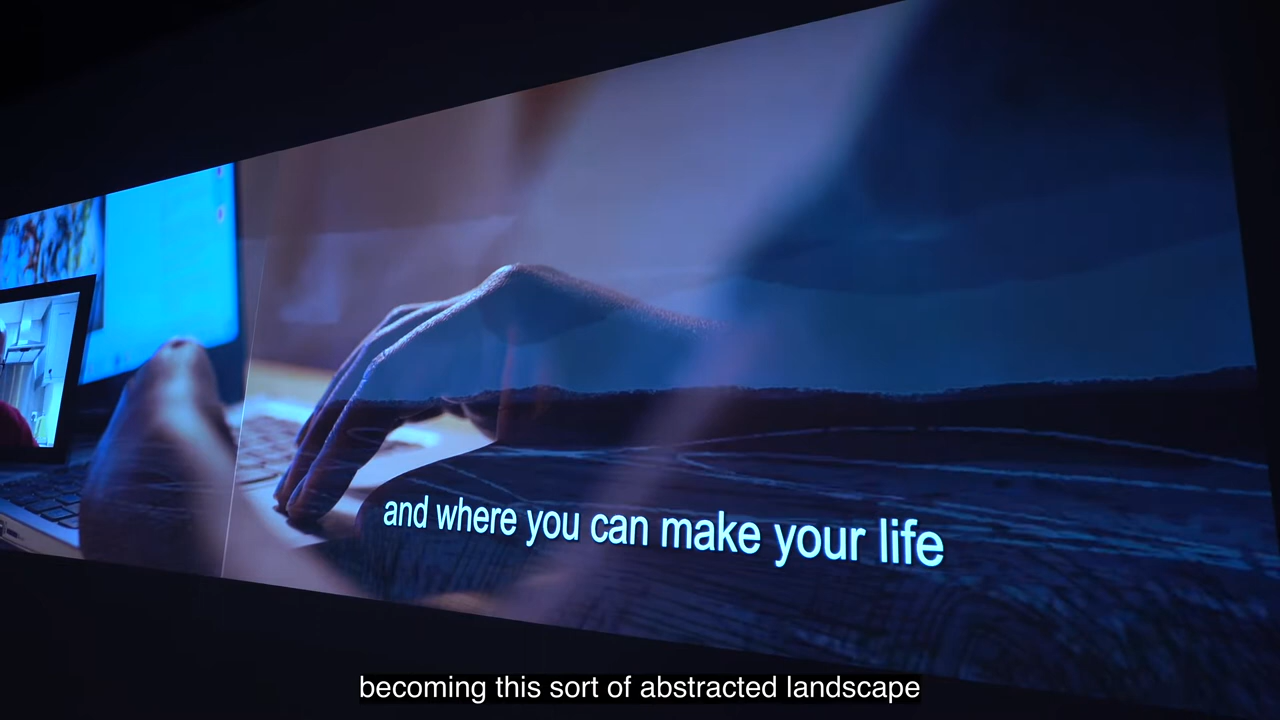 and where you can make your life
becoming this sort of abstracted landscape